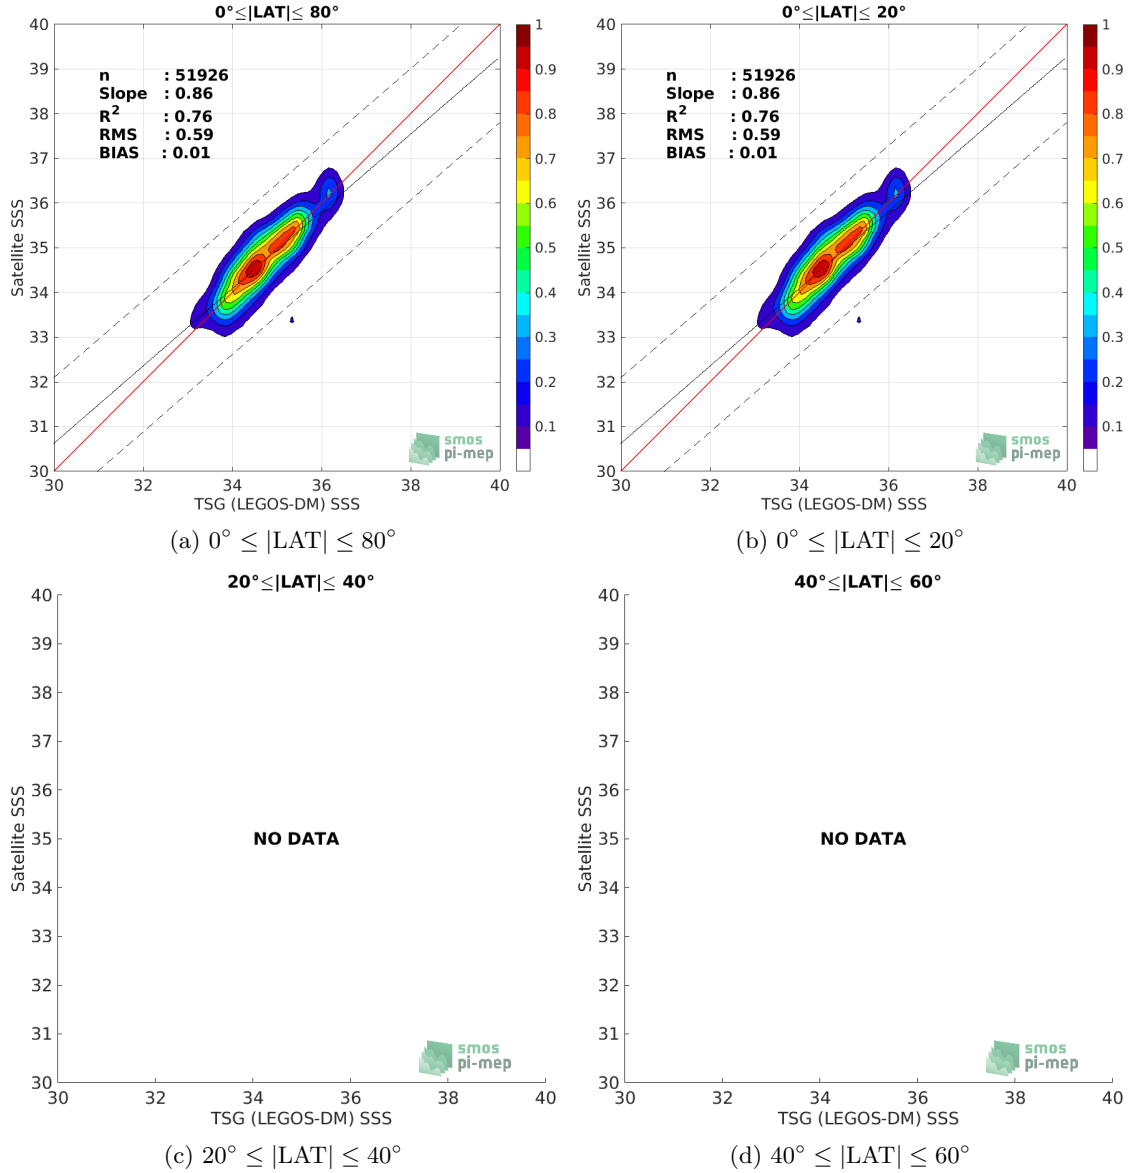 0°≤|LAT|≤ 80°
n : 51926
Slope : 0.86
R² : 0.76
RMS : 0.59
BIAS : 0.01
40
39
38
37
36
35
34
33
32
31
30
Satellite SSS
30 32 34 36 38 40
TSG (LEGOS-DM) SSS
1
0.9
0.8
0.7
0.6
0.5
0.4
0.3
0.2
0.1
smos
pi-mep
(a) 0° ≤ |LAT| ≤ 80°
0°≤|LAT|≤ 20°
n : 51926
Slope : 0.86
R² : 0.76
RMS : 0.59
BIAS : 0.01
40
39
38
37
36
35
34
33
32
31
30
Satellite SSS
30 32 34 36 38 40
TSG (LEGOS-DM) SSS
1
0.9
0.8
0.7
0.6
0.5
0.4
0.3
0.2
0.1
smos
pi-mep
(b) 0° ≤ |LAT| ≤ 20°
20°≤|LAT|≤ 40°
40
39
38
37
36
35
34
33
32
31
30
Satellite SSS
NO DATA
smos
pi-mep
30 32 34 36 38 40
TSG (LEGOS-DM) SSS
(c) 20° ≤ |LAT| ≤ 40°
40°≤|LAT|≤ 60°
40
39
38
37
36
35
34
33
32
31
30
Satellite SSS
NO DATA
smos
pi-mep
30 32 34 36 38 40
TSG (LEGOS-DM) SSS
(d) 40° ≤ |LAT| ≤ 60°